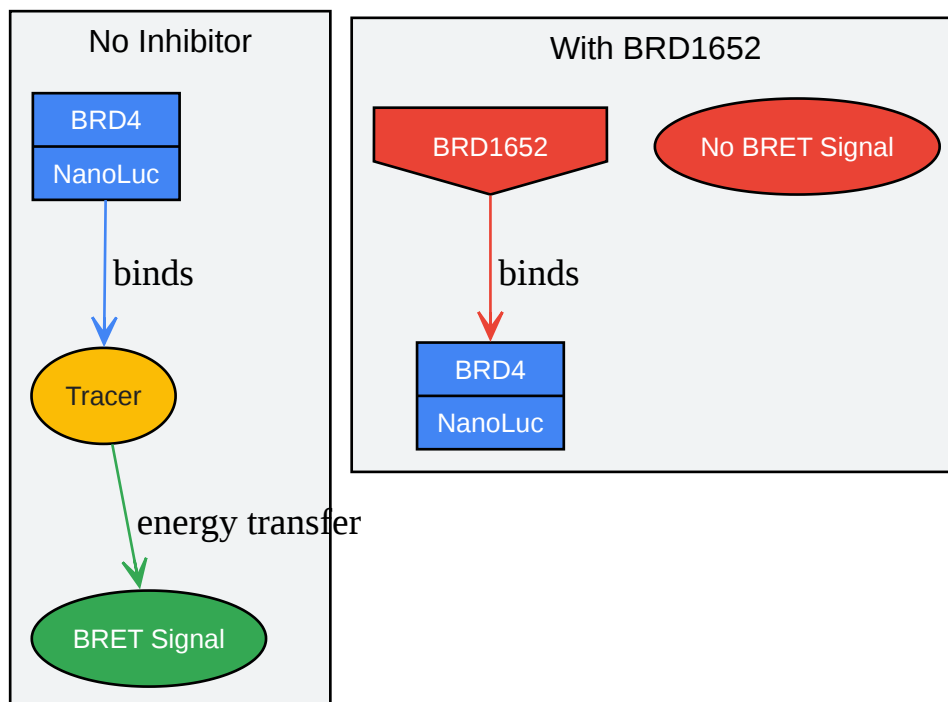 No Inhibitor
BRD4
NanoLuc
binds
Tracer
energy transfer
BRET Signal
With BRD1652
BRD1652
No BRET Signal
binds
BRD4
NanoLuc